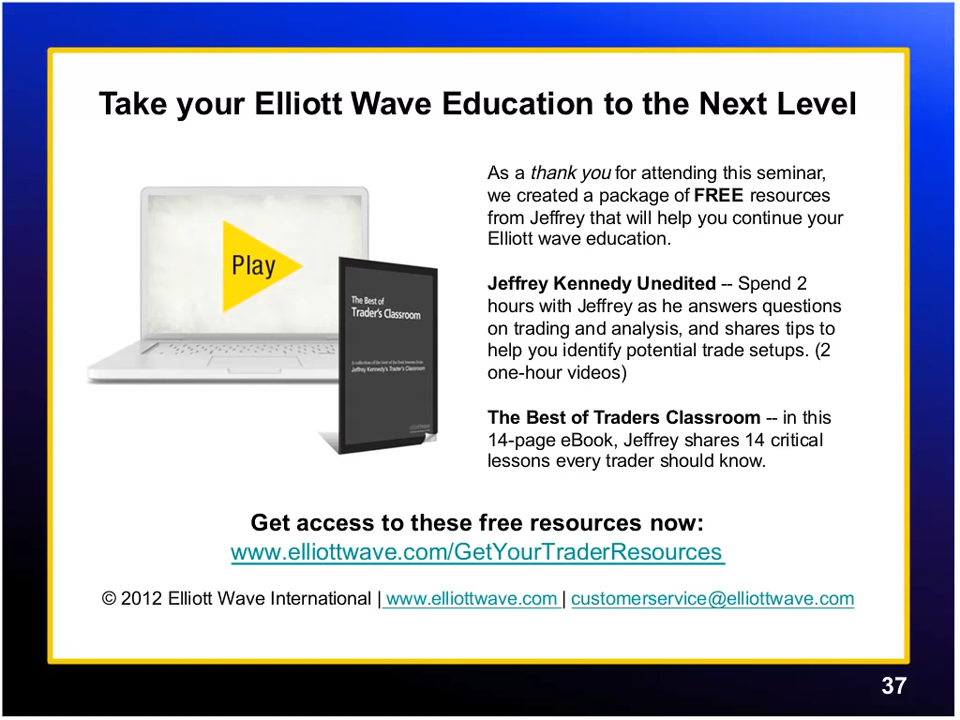 Take your Elliott Wave Education to the Next Level
As a thank you for attending this seminar,
we created a package of FREE resources
from Jeffrey that will help you continue your
Elliott wave education.
Play
The Best of
Trader's Classroom
Jeffrey Kennedy's Trader's Classroom
Jeffrey Kennedy Unedited -- Spend 2
hours with Jeffrey as he answers questions
on trading and analysis, and shares tips to
help you identify potential trade setups. (2
one-hour videos)
The Best of Traders Classroom -- in this
14-page eBook, Jeffrey shares 14 critical
lessons every trader should know.
Get access to these free resources now:
www.elliottwave.com/GetYourTraderResources
© 2012 Elliott Wave International | www.elliottwave.com | customerservice@elliottwave.com
37